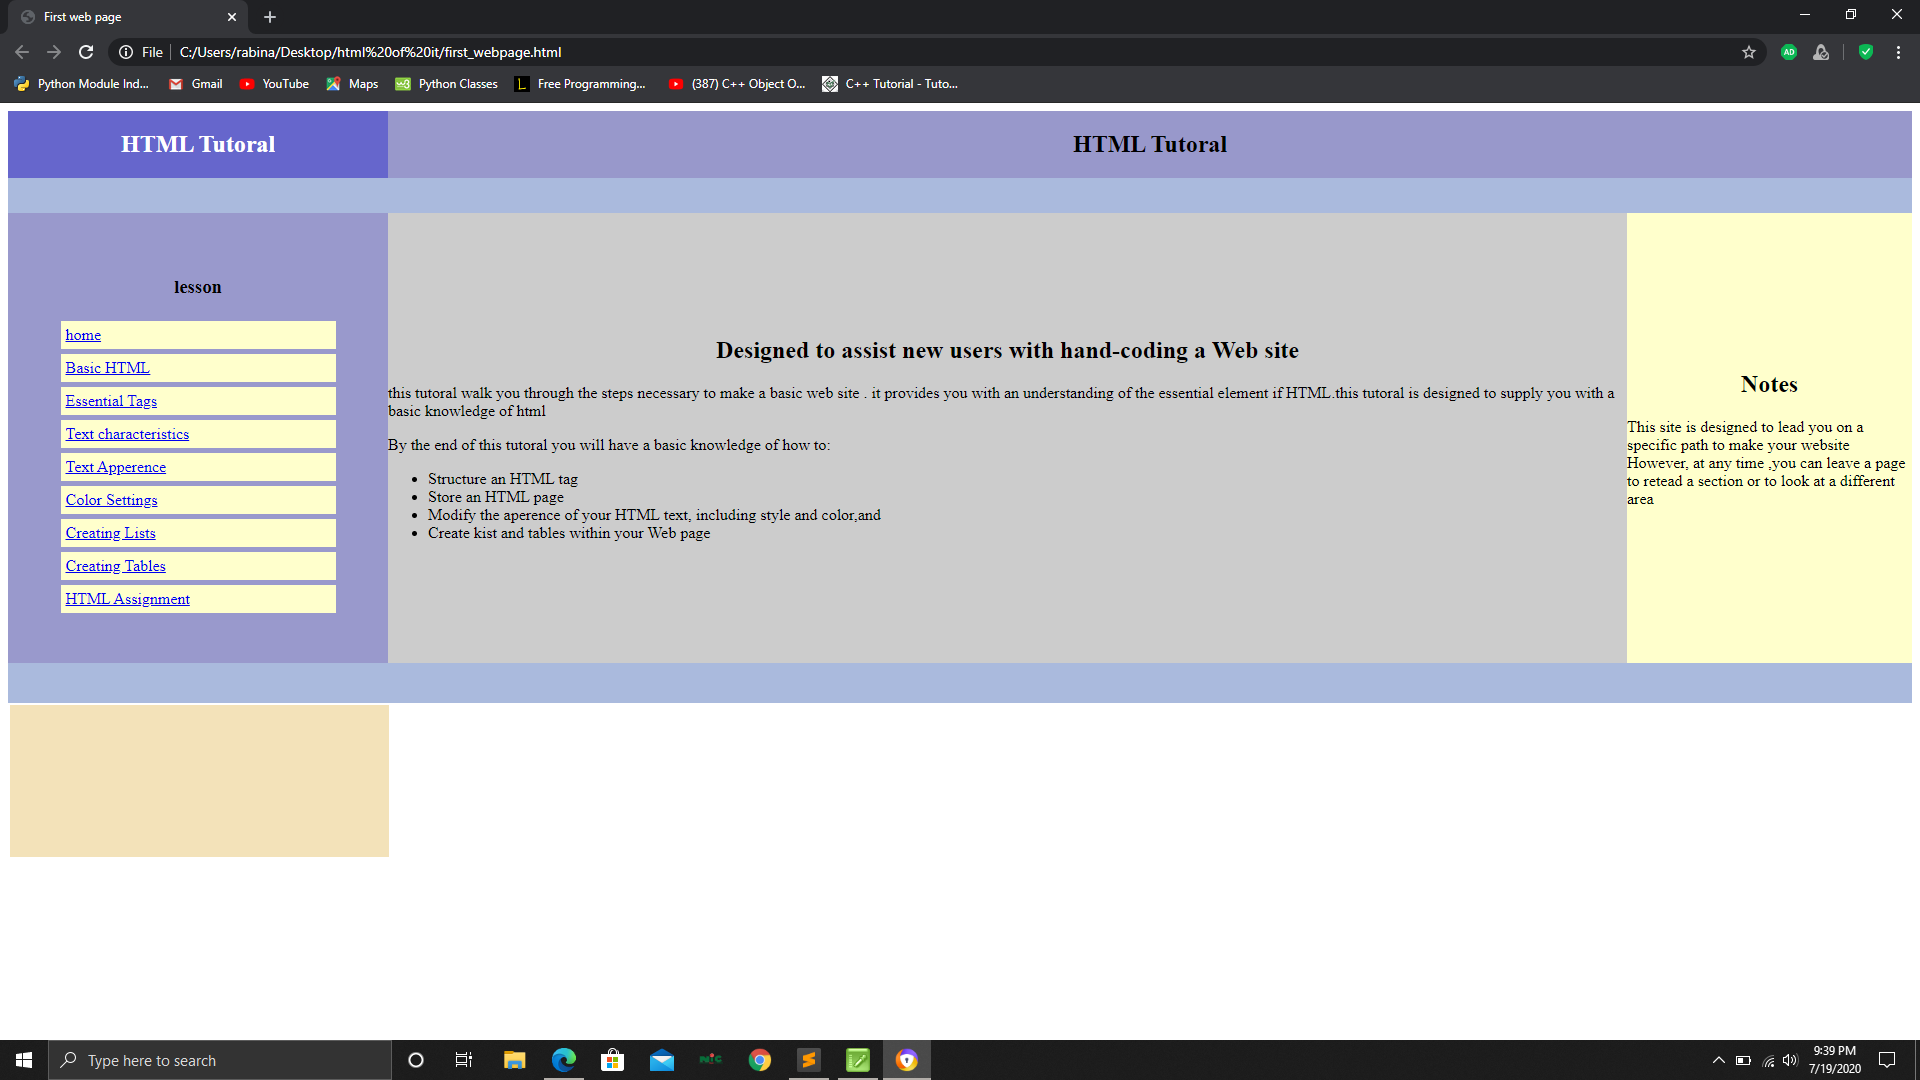 First web page
File
C:/Users/rabina/Desktop/html%20of%20it/first_webpage.html
AD
Python Module Ind...
Gmail
YouTube
Maps
Python Classes
Free Programming...
(387) C++ Object O...
C++ Tutorial - Tuto...
HTML Tutoral
HTML Tutoral
lesson
home
Basic HTML
Essential Tags
Text characteristics
Text Apperence
Color Settings
Creating Lists
Creating Tables
HTML Assignment
Designed to assist new users with hand-coding a Web site
this tutoral walk you through the steps necessary to make a basic web site . it provides you with an understanding of the essential element if HTML.this tutoral is designed to supply you with a
basic knowledge of html
By the end of this tutoral you will have a basic knowledge of how to:
Structure an HTML tag
Store an HTML page
Modify the aperence of your HTML text, including style and color,and
Create kist and tables within your Web page
Notes
This site is designed to lead you on a
specific path to make your website
However, at any time ,you can leave a page
to retead a section or to look at a different
area
Type here to search
9:39 PM
7/19/2020